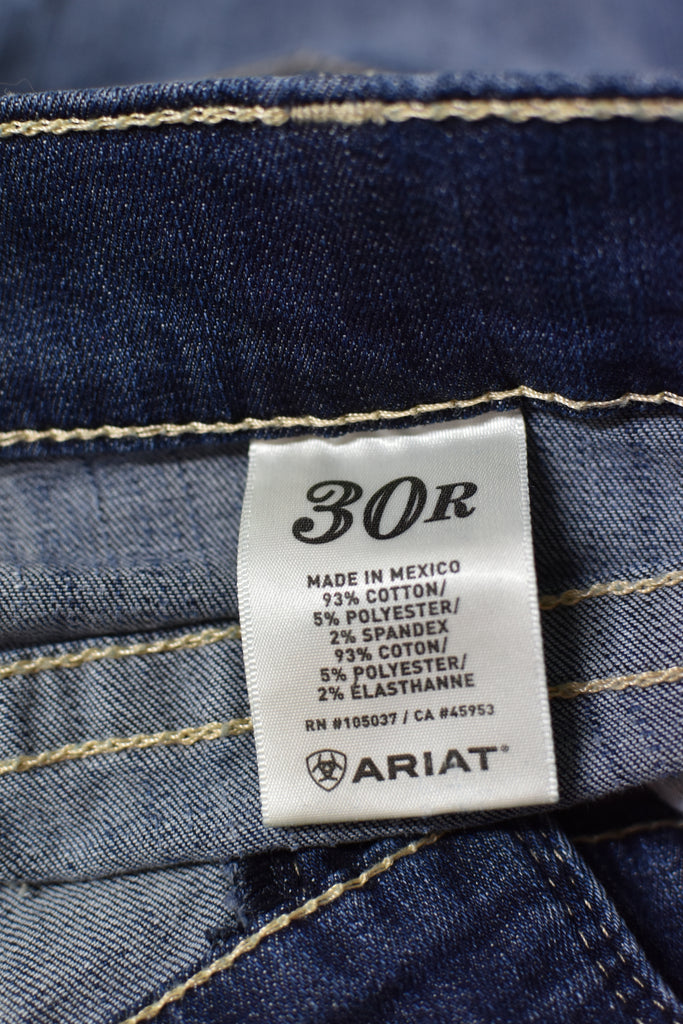 30R
MADE IN MEXICO
93% COTTON/
5% POLYESTER/
2% SPANDEX
93% COTON/
5% POLYESTER/
2% ÉLASTHANNE
RN #105037 / CA #45953
ARIAT®